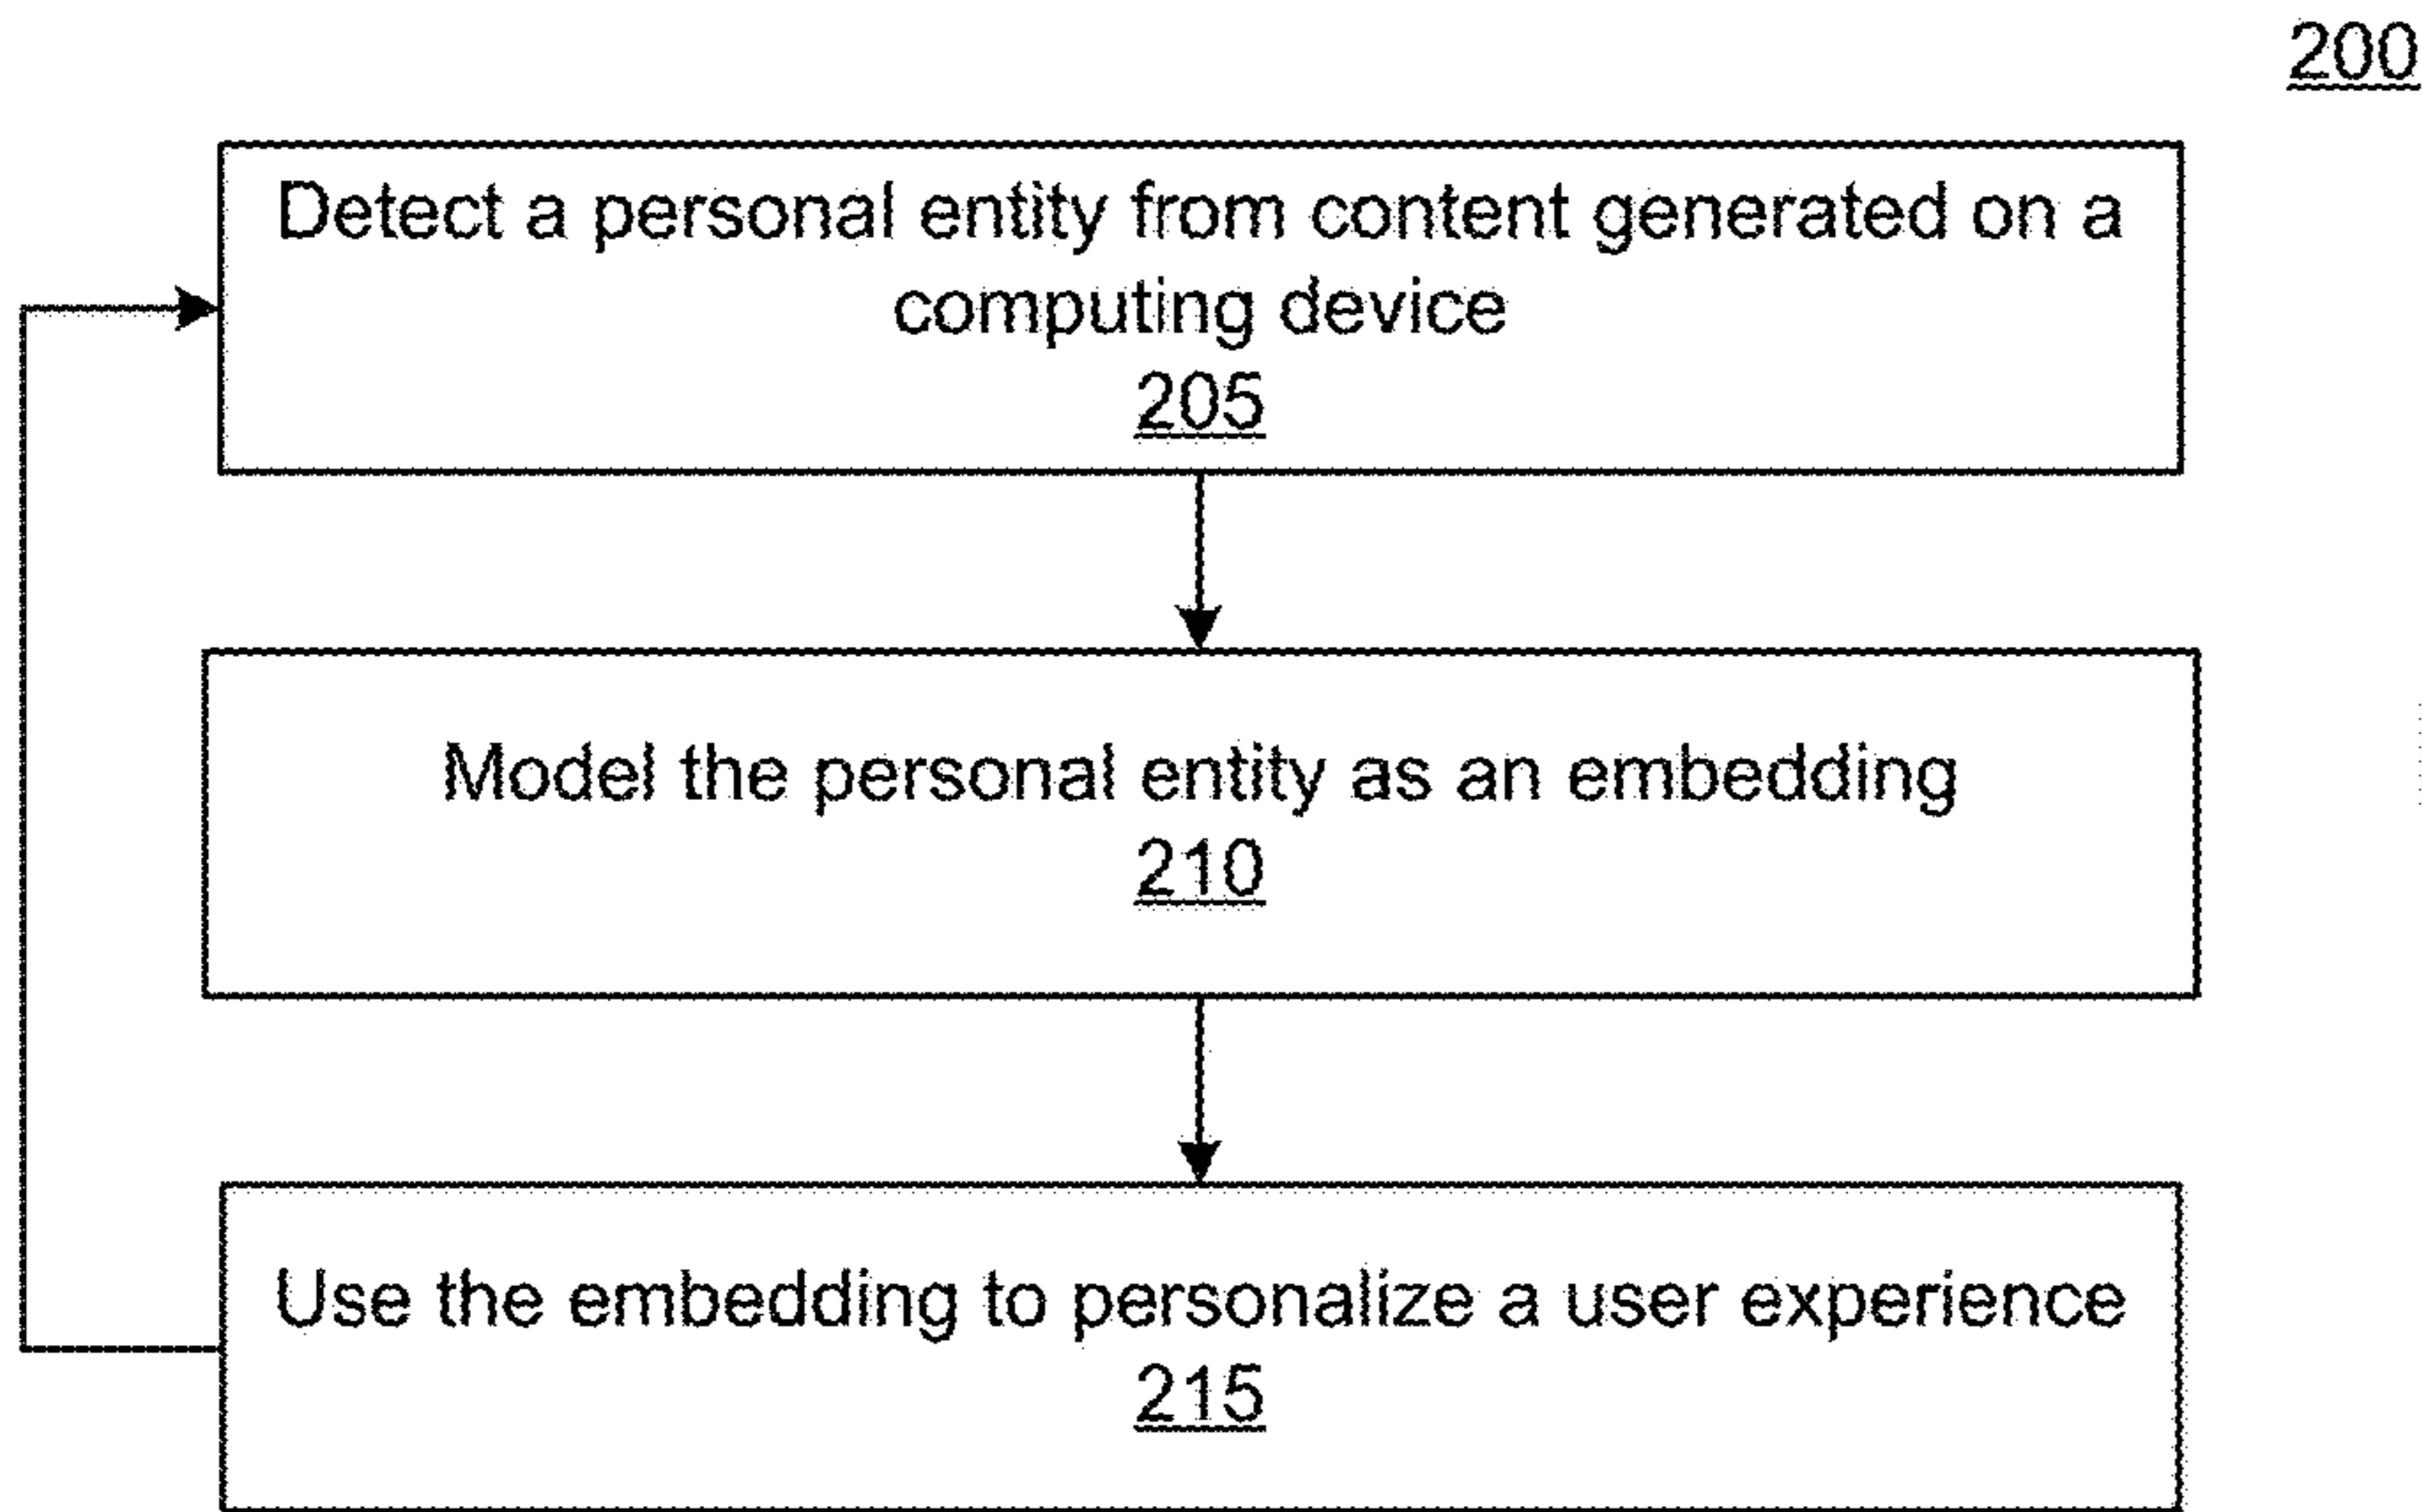 200
Detect a personal entity from content generated on a
computing device
205
Model the personal entity as an embedding
210
Use the embedding to personalize a user experience
215